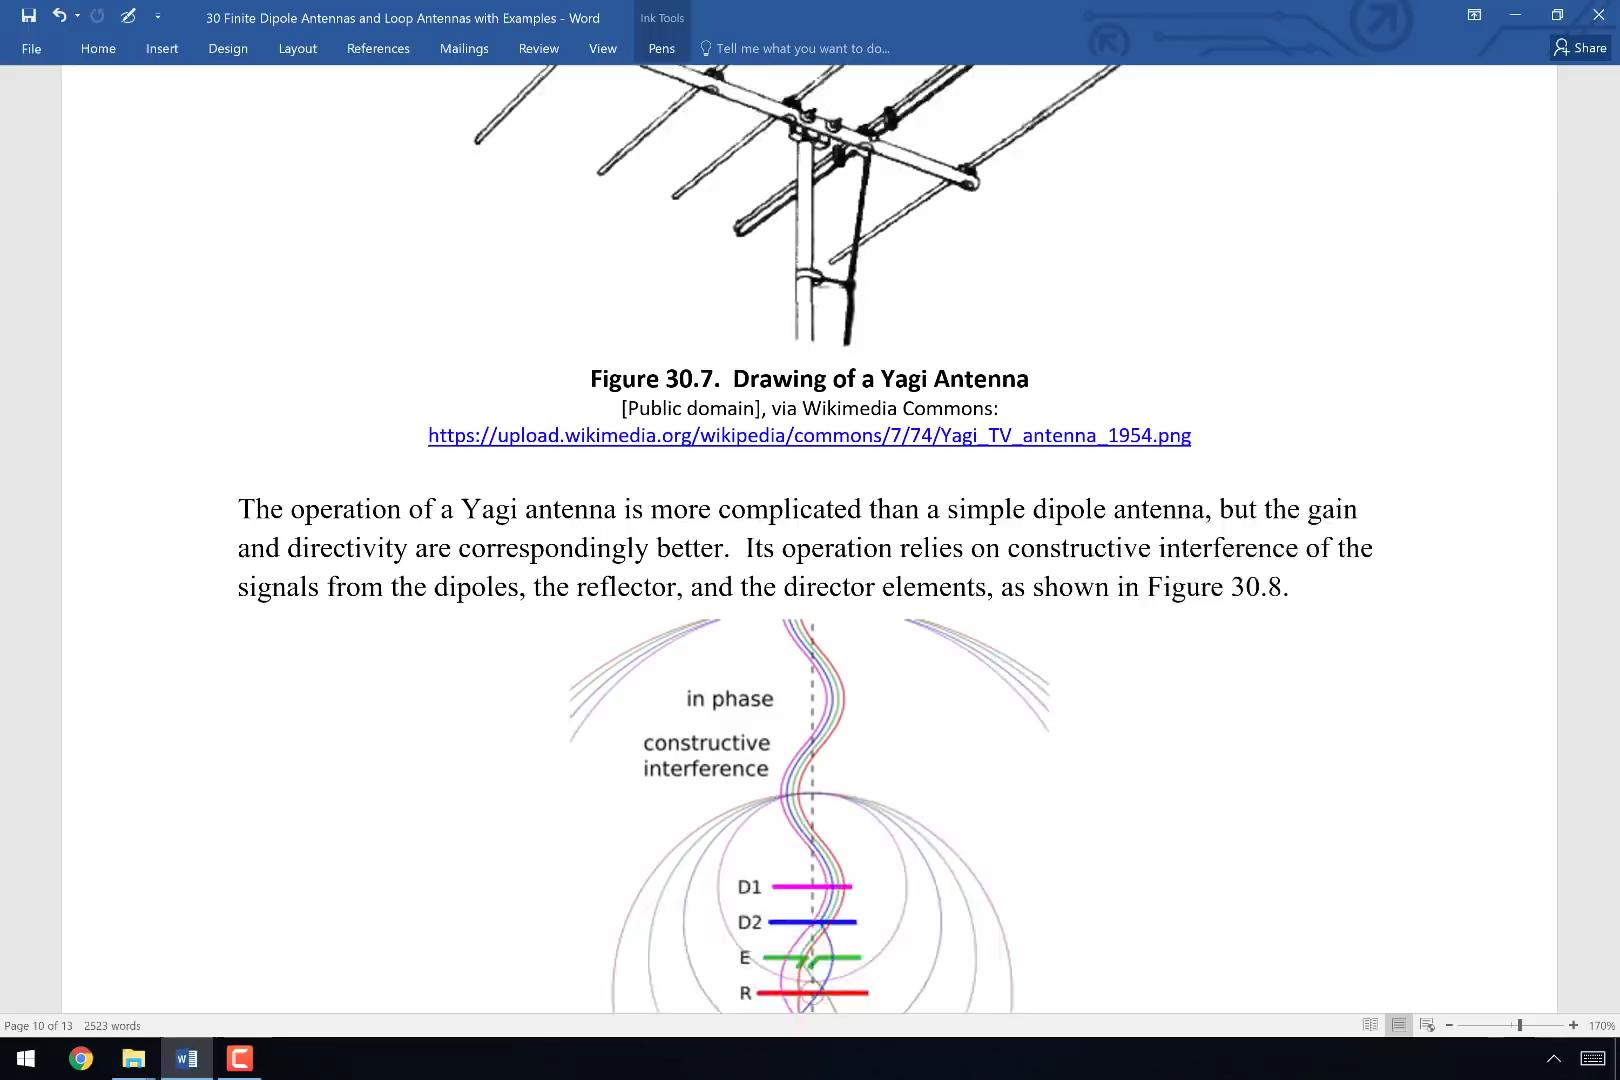 30 Finite Dipole Antennas and Loop Antennas with Examples - Word
Ink Tools
File Home Insert Design Layout References Mailings Review View Pens Tell me what you want to do... Share
Figure 30.7. Drawing of a Yagi Antenna
[Public domain], via Wikimedia Commons:
https://upload.wikimedia.org/wikipedia/commons/7/74/Yagi_TV_antenna_1954.png
The operation of a Yagi antenna is more complicated than a simple dipole antenna, but the gain
and directivity are correspondingly better. Its operation relies on constructive interference of the
signals from the dipoles, the reflector, and the director elements, as shown in Figure 30.8.
in phase
constructive
interference
D1
D2
E
R
Page 10 of 13 2523 words
170%